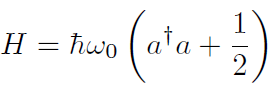 H = ħω₀ ( a†a + 1/2 )